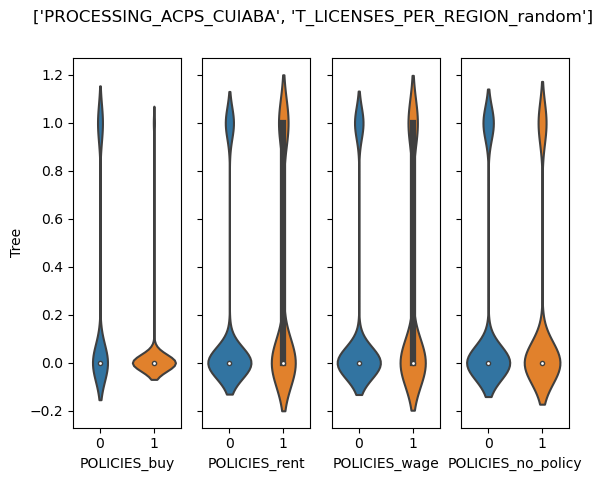 ['PROCESSING_ACPS_CUIABA', 'T_LICENSES_PER_REGION_random']
Tree
1.2
1.0
0.8
0.6
0.4
0.2
0.0
−0.2
0 1 0 1 0 1 0 1
POLICIES_buy POLICIES_rent POLICIES_wage POLICIES_no_policy